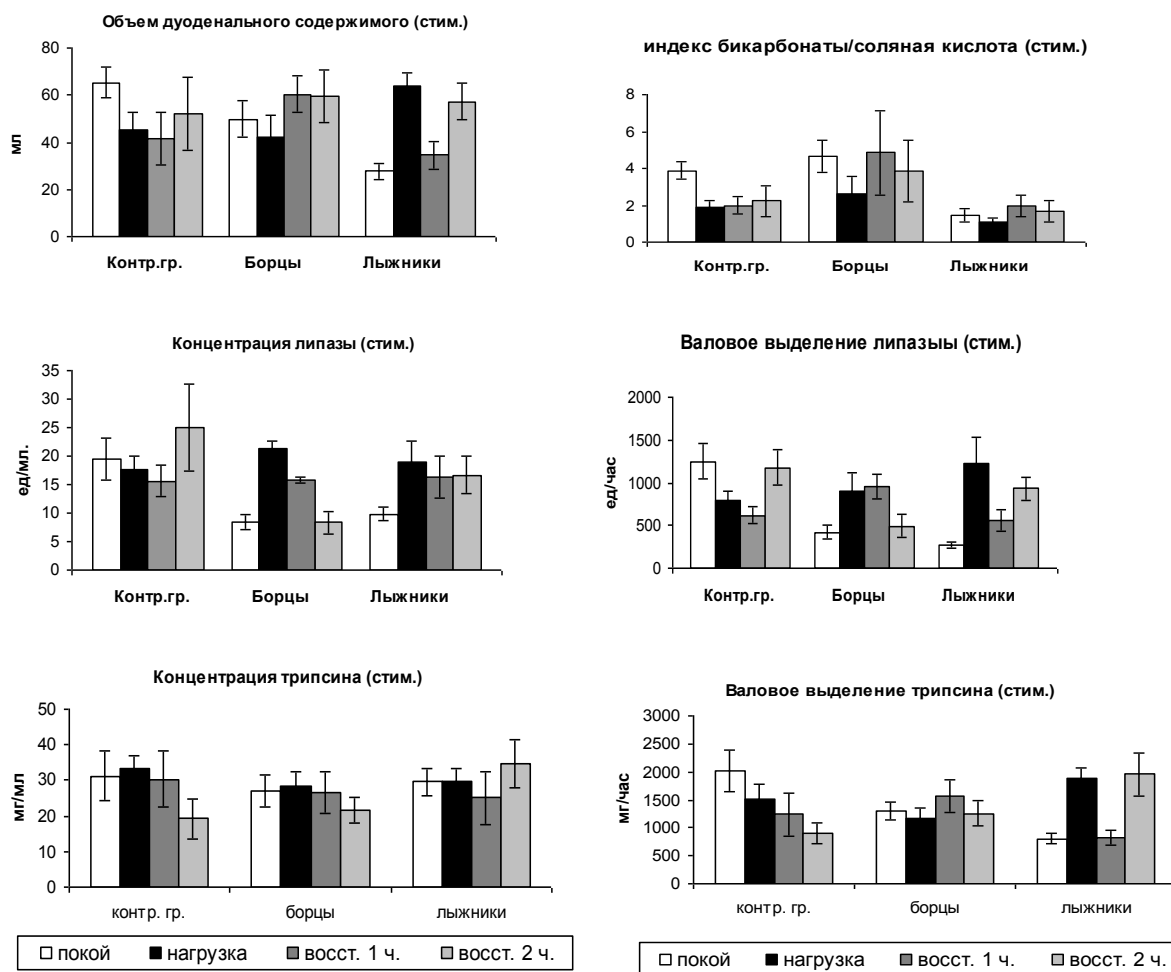 Объем дуоденального содержимого (стим.)
80
60
40
20
0
мл
Контр.гр. Борцы Лыжники
индекс бикарбонаты/соляная кислота (стим.)
8
6
4
2
0
Контр.гр. Борцы Лыжники
Концентрация липазы (стим.)
35
30
25
20
15
10
5
0
ед/мл.
Контр.гр. Борцы Лыжники
Валовое выделение липазыы (стим.)
2000
1500
1000
500
0
ед/час
Контр.гр. Борцы Лыжники
Концентрация трипсина (стим.)
50
40
30
20
10
0
мг/мл
контр. гр. борцы лыжники
покой нагрузка восст. 1 ч. восст. 2 ч.
Валовое выделение трипсина (стим.)
3000
2500
2000
1500
1000
500
0
мг/час
контр. гр. борцы лыжники
покой нагрузка восст. 1 ч. восст. 2 ч.